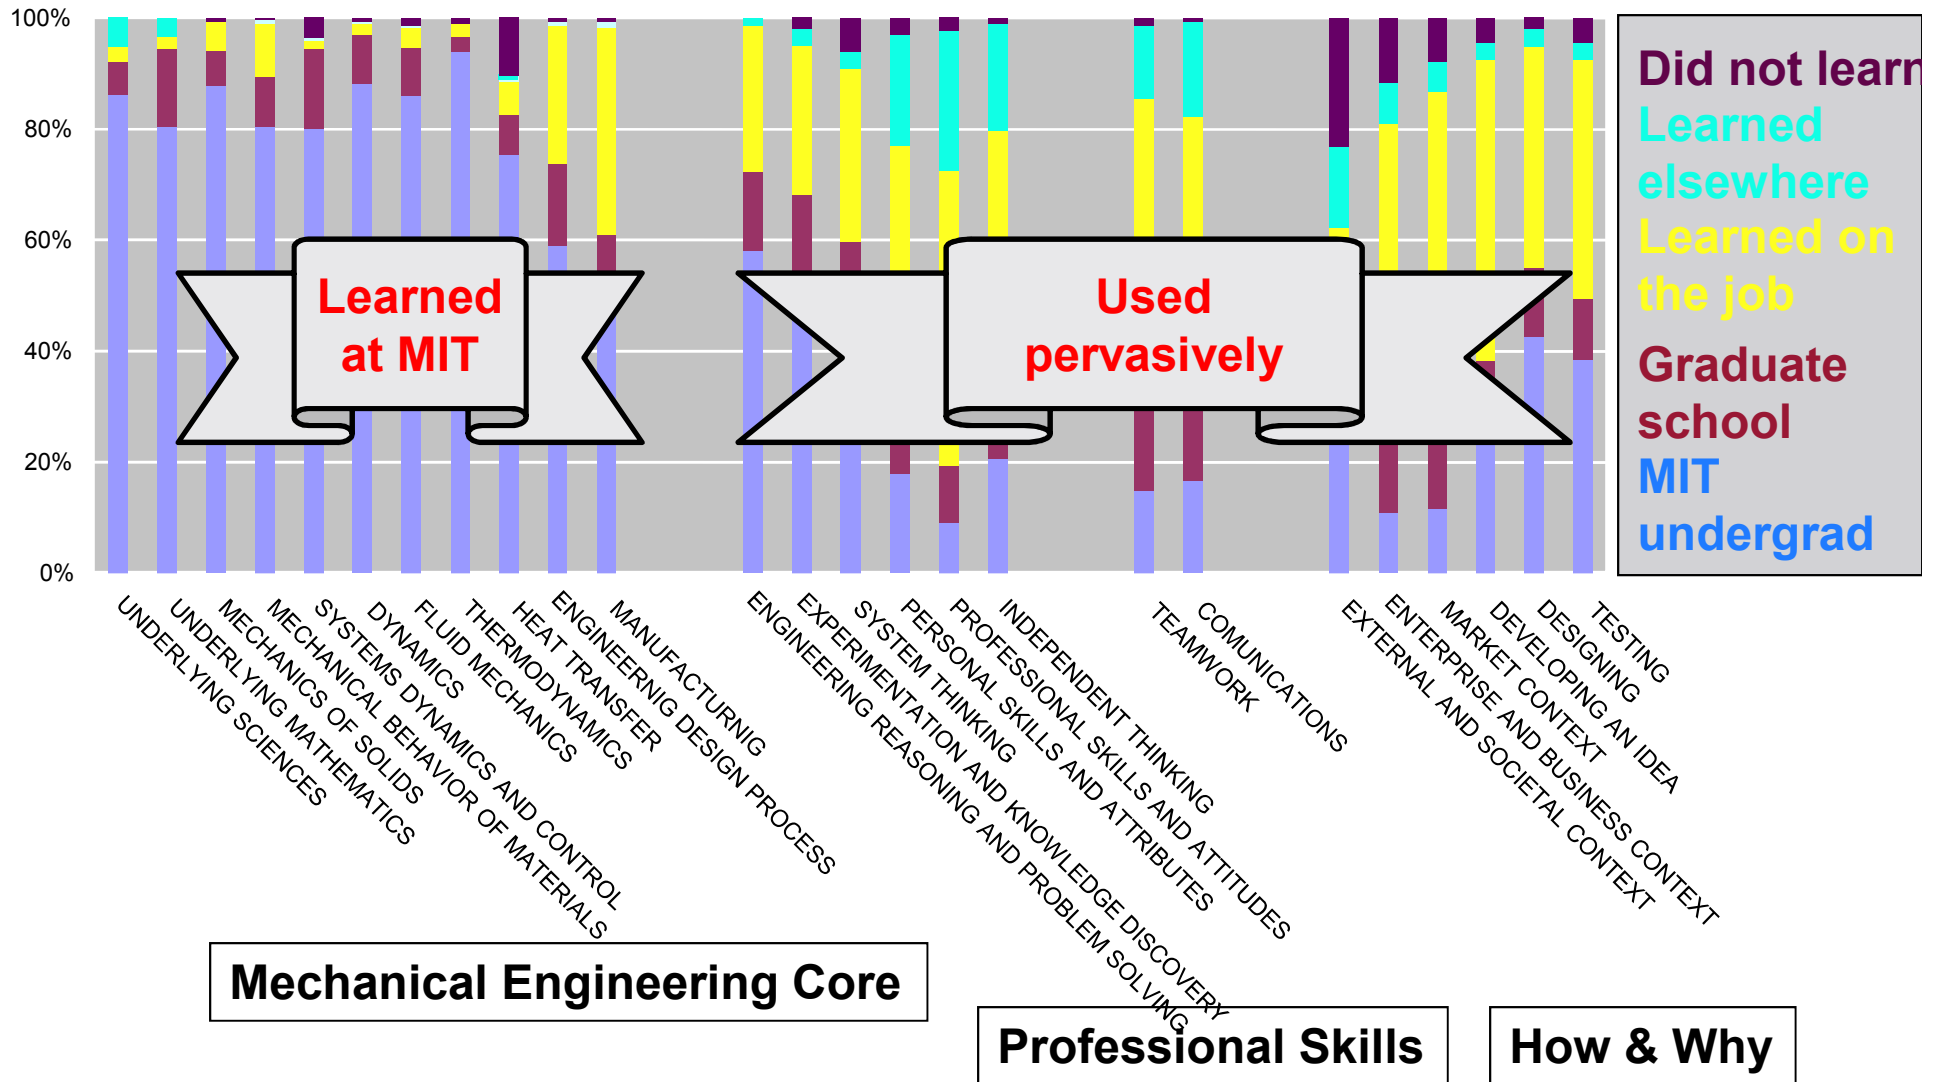 100%
80%
60%
40%
20%
0%
Learned
at MIT
Used
pervasively
Did not learn
Learned
elsewhere
Learned on
the job
Graduate
school
MIT
undergrad
UNDERLYING SCIENCES
UNDERLYING MATHEMATICS
MECHANICS OF SOLIDS
MECHANICAL BEHAVIOR OF MATERIALS
SYSTEMS DYNAMICS AND CONTROL
DYNAMICS
FLUID MECHANICS
THERMODYNAMICS
HEAT TRANSFER
ENGINEERNIG DESIGN PROCESS
MANUFACTURNIG
ENGINEERING REASONING AND PROBLEM SOLVING
EXPERIMENTATION AND KNOWLEDGE DISCOVERY
SYSTEM THINKING
PERSONAL SKILLS AND ATTRIBUTES
PROFESSIONAL SKILLS AND ATTITUDES
INDEPENDENT THINKING
TEAMWORK
COMUNICATIONS
EXTERNAL AND SOCIETAL CONTEXT
ENTERPRISE AND BUSINESS CONTEXT
MARKET CONTEXT
DEVELOPING AN IDEA
DESIGNING
TESTING
Mechanical Engineering Core
Professional Skills
How & Why